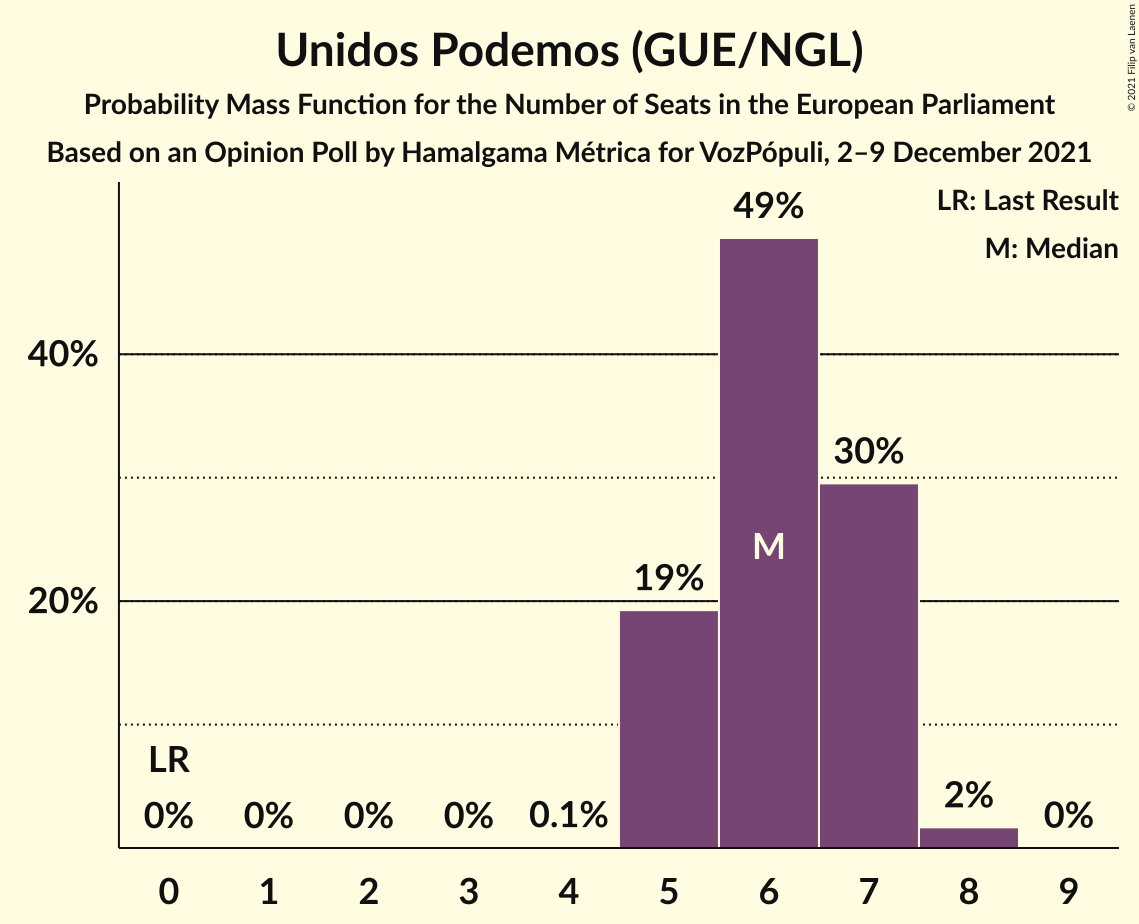 Unidos Podemos (GUE/NGL)
Probability Mass Function for the Number of Seats in the European Parliament
Based on an Opinion Poll by Hamalgama Métrica for VozPópuli, 2–9 December 2021
© 2021 Filip van Laenen
LR: Last Result
M: Median
49%
40%
30%
M
19%
20%
LR
0% 0% 0% 0% 0.1% 2% 0%
0 1 2 3 4 5 6 7 8 9